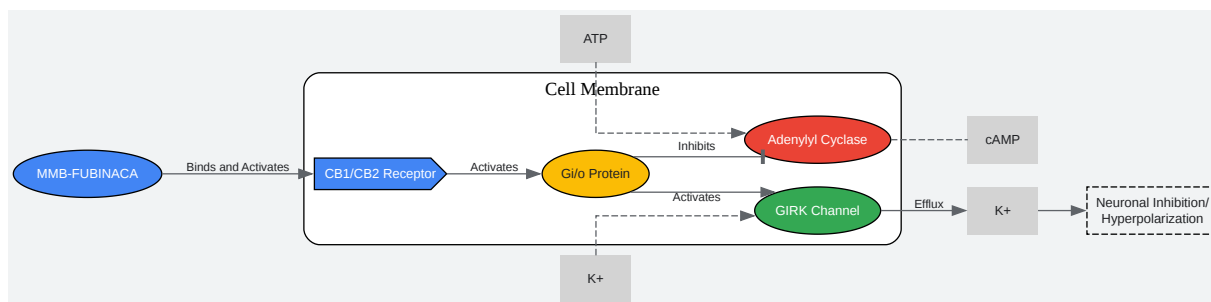 ATP
Cell Membrane
Adenylyl Cyclase
cAMP
Inhibits
MMB-FUBINACA
Binds and Activates
CB1/CB2 Receptor
Activates
Gi/o Protein
Activates
GIRK Channel
Efflux
K+
Neuronal Inhibition/
Hyperpolarization
K+